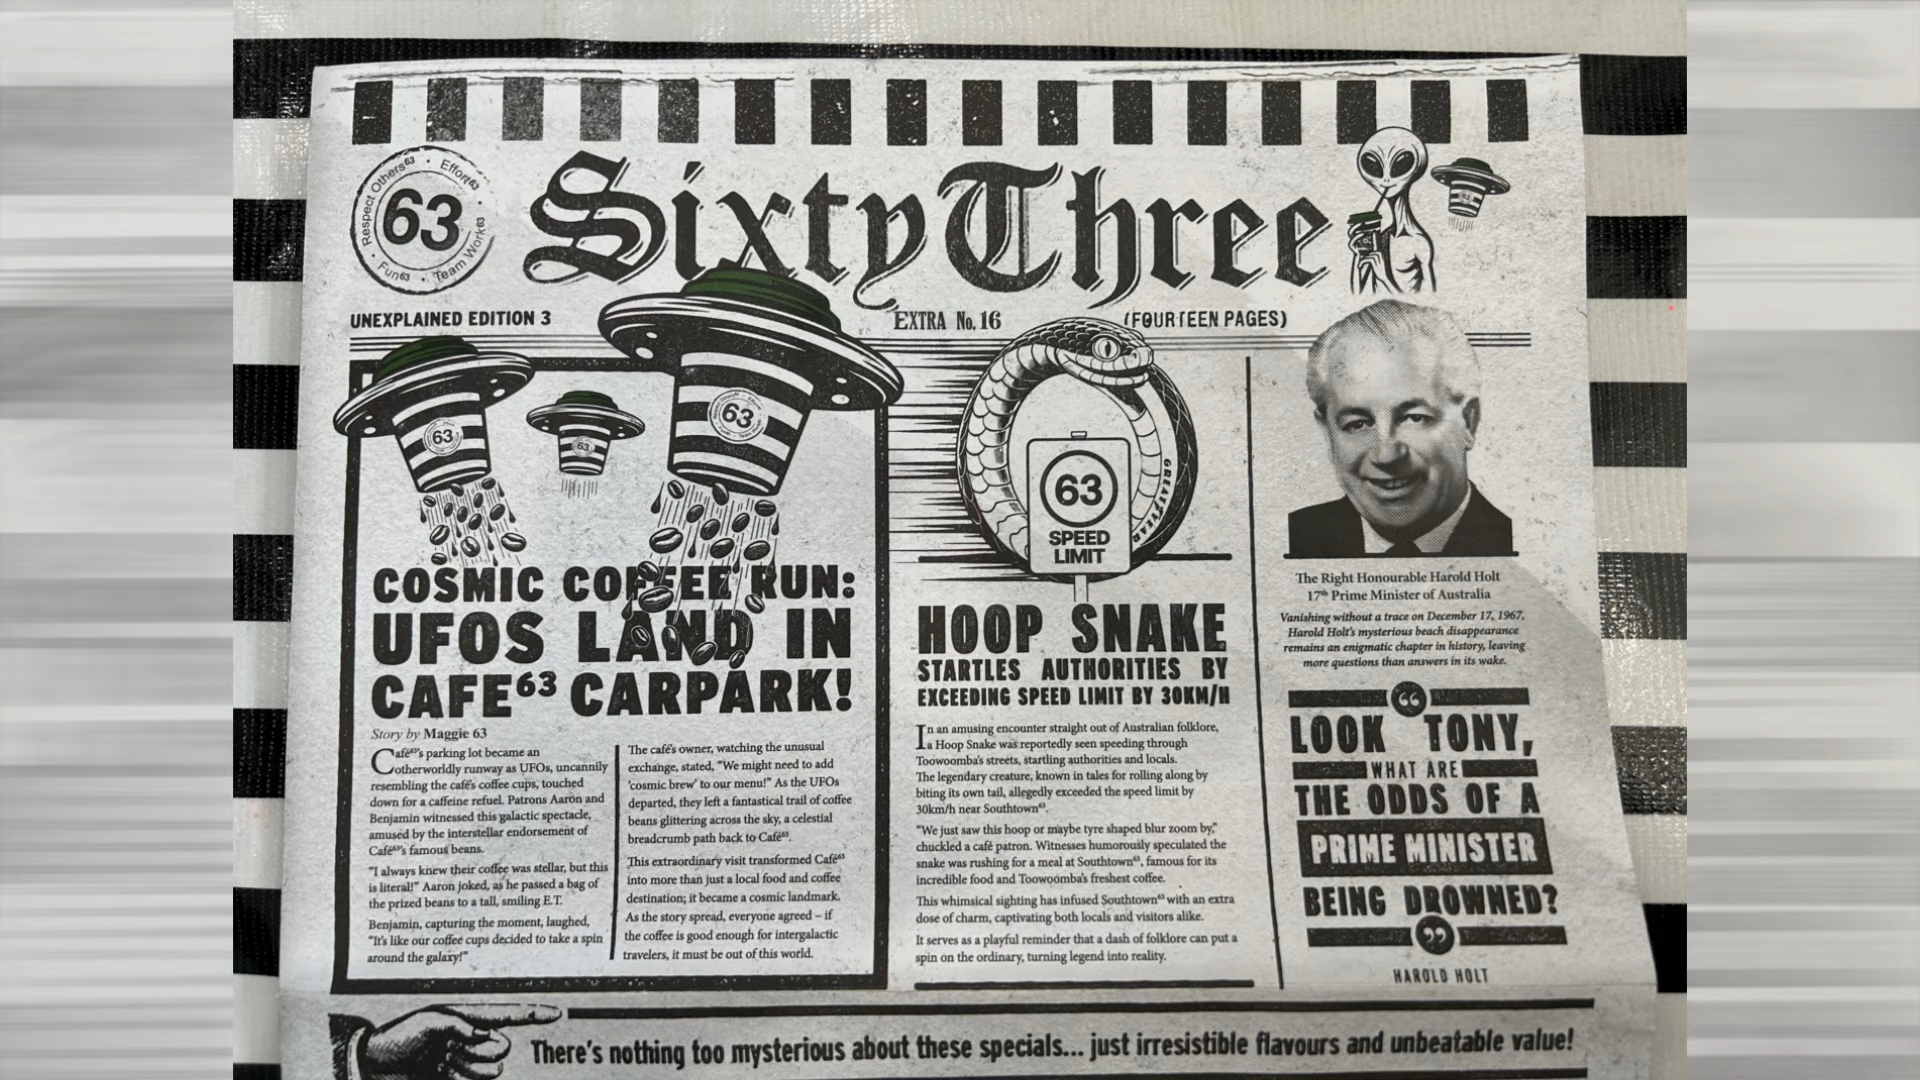 Respect Others63 · Effort63 · Team Work63 · Fun63 ·
63
SixtyThree
UNEXPLAINED EDITION 3
EXTRA No. 16
(FOURTEEN PAGES)
63
63
63
COSMIC COFFEE RUN:
UFOS LAND IN
CAFE63 CARPARK!
Story by Maggie 63
Café63's parking lot became an
otherworldly runway as UFOs, uncannily
resembling the café's coffee cups, touched
down for a caffeine refuel. Patrons Aaron and
Benjamin witnessed this galactic spectacle,
amused by the interstellar endorsement of
Café63's famous beans.
"I always knew their coffee was stellar, but this
is literal!" Aaron joked, as he passed a bag of
the prized beans to a tall, smiling E.T.
Benjamin, capturing the moment, laughed,
"It's like our coffee cups decided to take a spin
around the galaxy!"
The café's owner, watching the unusual
exchange, stated, "We might need to add
'cosmic brew' to our menu!" As the UFOs
departed, they left a fantastical trail of coffee
beans glittering across the sky, a celestial
breadcrumb path back to Café63.
This extraordinary visit transformed Café63
into more than just a local food and coffee
destination; it became a cosmic landmark.
As the story spread, everyone agreed – if
the coffee is good enough for intergalactic
travelers, it must be out of this world.
GREATSYEAR
63
SPEED
LIMIT
HOOP SNAKE
STARTLES AUTHORITIES BY
EXCEEDING SPEED LIMIT BY 30KM/H
In an amusing encounter straight out of Australian folklore,
a Hoop Snake was reportedly seen speeding through
Toowoomba's streets, startling authorities and locals.
The legendary creature, known in tales for rolling along by
biting its own tail, allegedly exceeded the speed limit by
30km/h near Southtown63.
"We just saw this hoop or maybe tyre shaped blur zoom by,"
chuckled a café patron. Witnesses humorously speculated the
snake was rushing for a meal at Southtown63, famous for its
incredible food and Toowoomba's freshest coffee.
This whimsical sighting has infused Southtown63 with an extra
dose of charm, captivating both locals and visitors alike.
It serves as a playful reminder that a dash of folklore can put a
spin on the ordinary, turning legend into reality.
The Right Honourable Harold Holt
17th Prime Minister of Australia
Vanishing without a trace on December 17, 1967,
Harold Holt's mysterious beach disappearance
remains an enigmatic chapter in history, leaving
more questions than answers in its wake.
“
LOOK TONY,
WHAT ARE
THE ODDS OF A
PRIME MINISTER
BEING DROWNED?
”
HAROLD HOLT
There's nothing too mysterious about these specials... just irresistible flavours and unbeatable value!